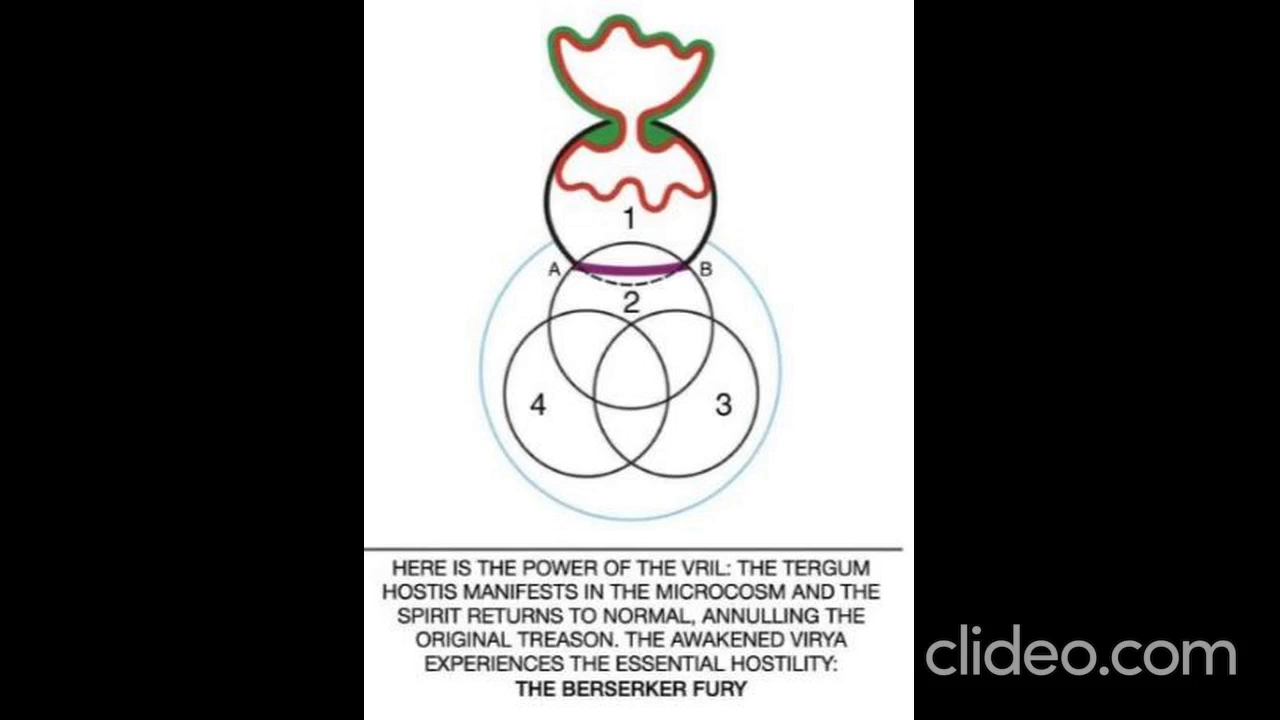 1
A
B
2
4
3
HERE IS THE POWER OF THE VRIL: THE TERGUM
HOSTIS MANIFESTS IN THE MICROCOSM AND THE
SPIRIT RETURNS TO NORMAL, ANNULLING THE
ORIGINAL TREASON. THE AWAKENED VIRYA
EXPERIENCES THE ESSENTIAL HOSTILITY:
THE BERSERKER FURY
clideo.com